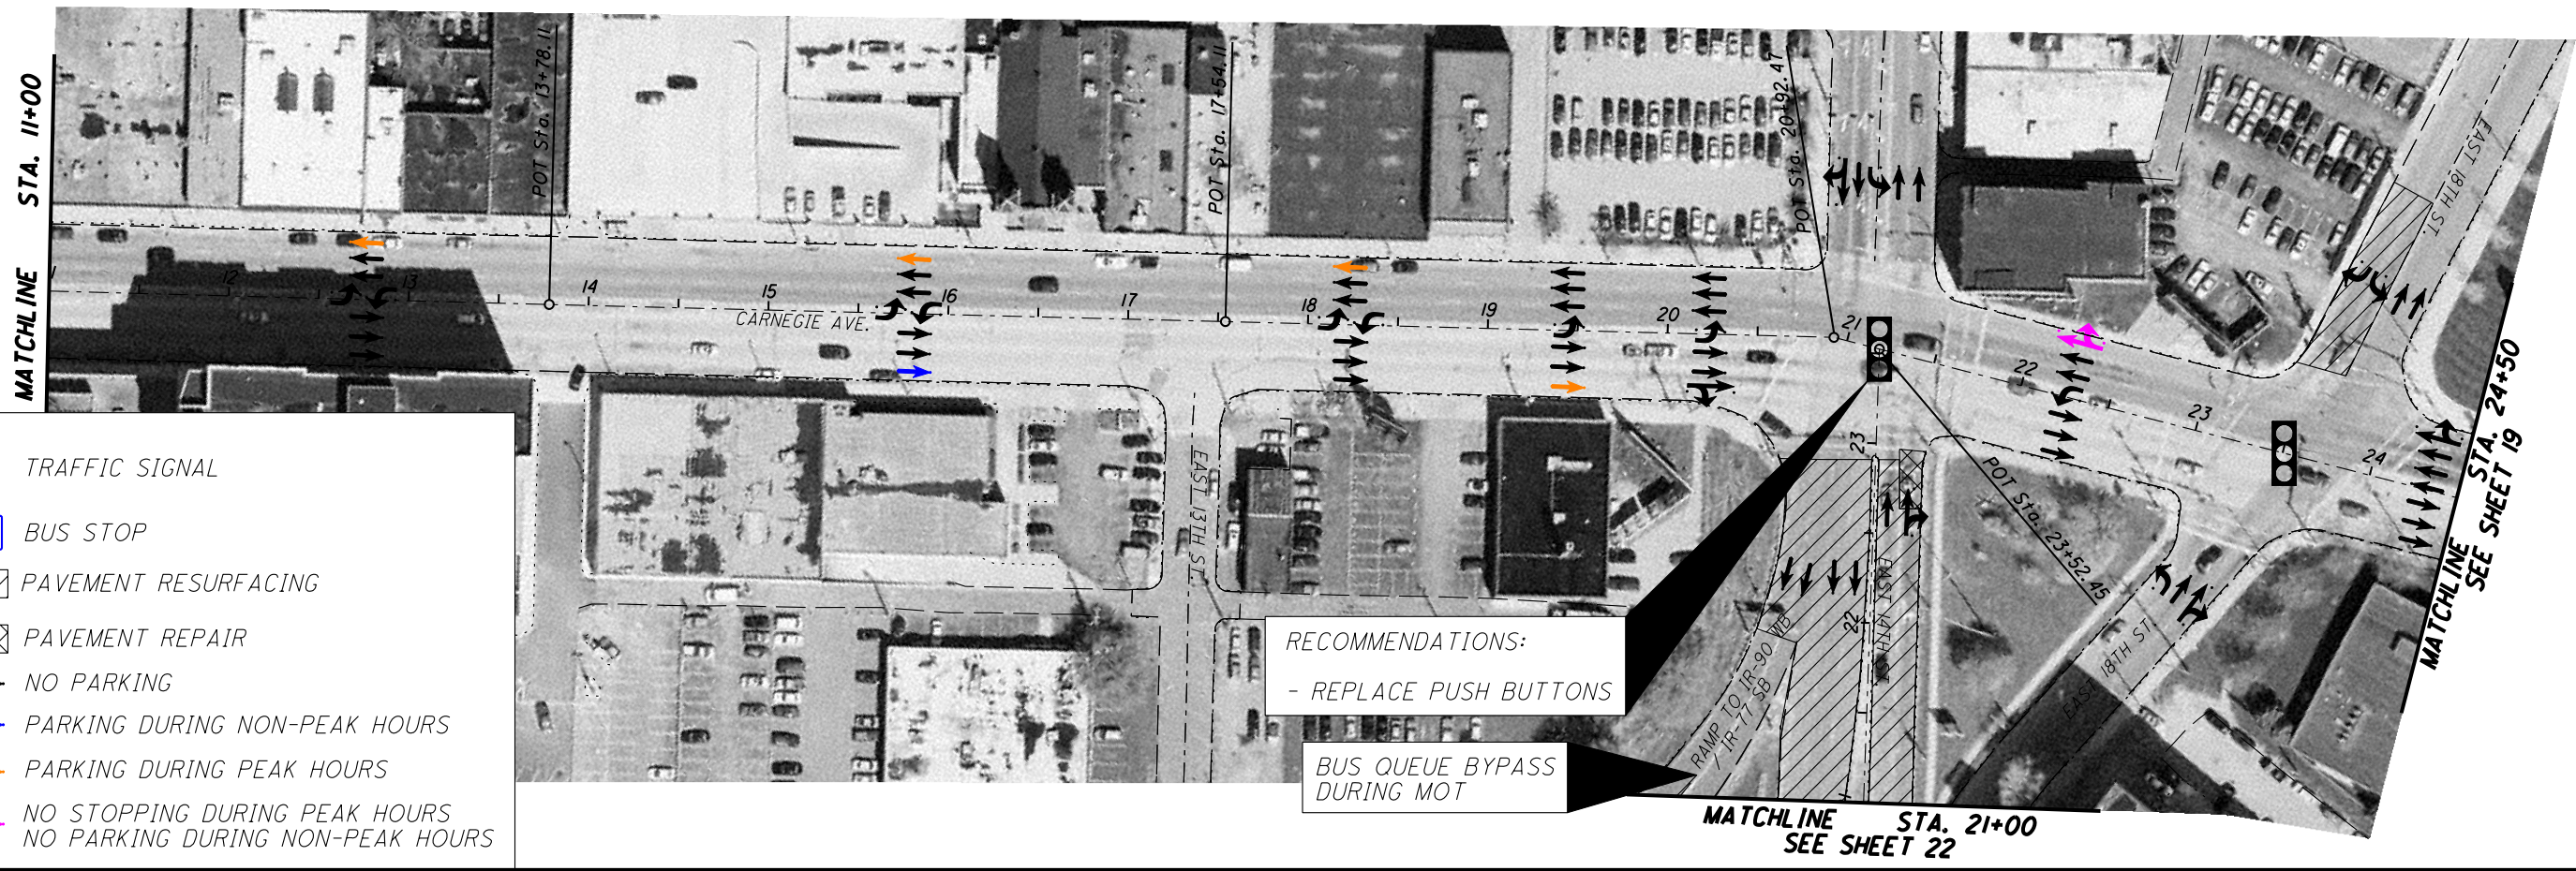 MATCHLINE STA. 11+00
POT Sta. 13+78.11
POT Sta. 17+54.11
POT Sta. 20+92.47
EAST 18TH ST.
12
13
14
15
16
17
18
19
20
21
22
23
24
CARNEGIE AVE.
EAST 13TH ST.
23
22
EAST 14TH ST
POT Sta. 23+52.45
EAST 18TH ST.
18TH ST.
RAMP TO IR-90 WB
/ IR-77 SB
MATCHLINE STA. 24+50
SEE SHEET 19
TRAFFIC SIGNAL
BUS STOP
PAVEMENT RESURFACING
PAVEMENT REPAIR
NO PARKING
PARKING DURING NON-PEAK HOURS
PARKING DURING PEAK HOURS
NO STOPPING DURING PEAK HOURS
NO PARKING DURING NON-PEAK HOURS
RECOMMENDATIONS:
- REPLACE PUSH BUTTONS
BUS QUEUE BYPASS
DURING MOT
MATCHLINE STA. 21+00
SEE SHEET 22